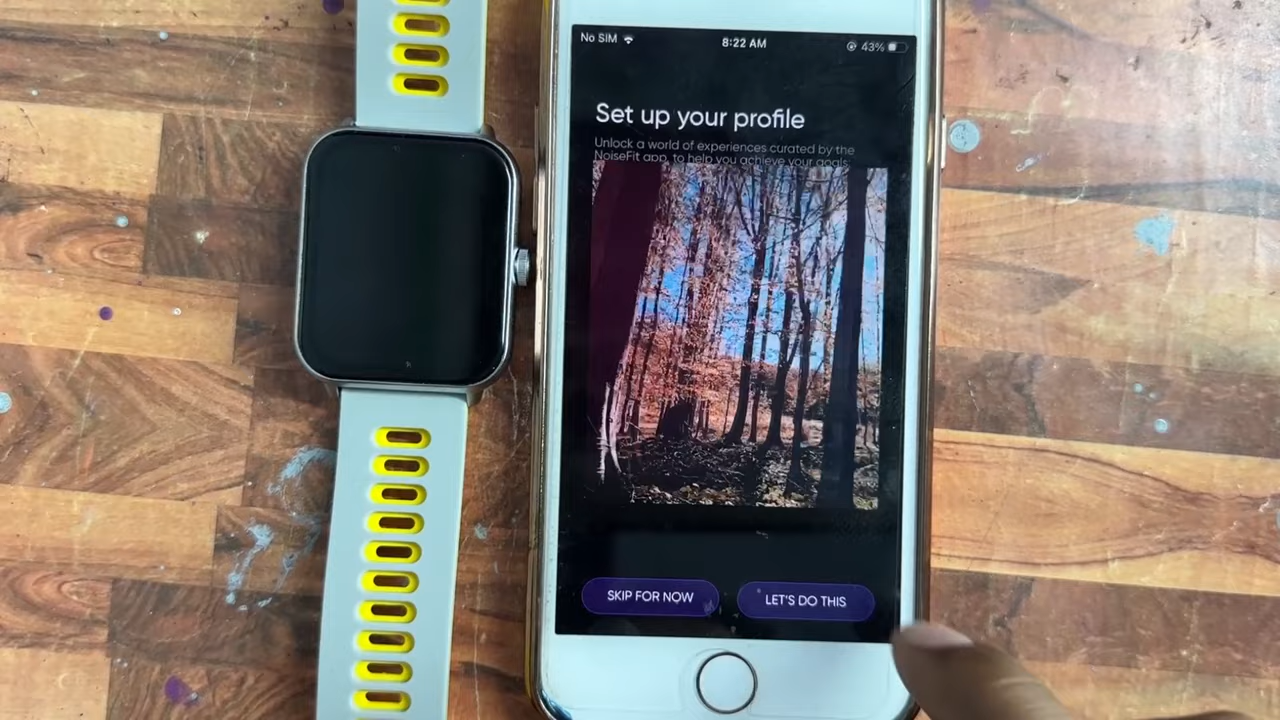 No SIM
8:22 AM
43%
Set up your profile
Unlock a world of experiences curated by the
NoiseFit app, to help you achieve your goals.
SKIP FOR NOW
LET'S DO THIS